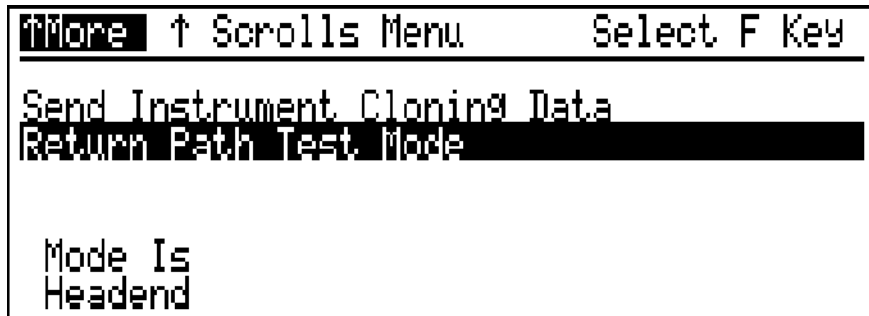 ↑More ↑ Scrolls Menu Select F Key
Send Instrument Cloning Data
Return Path Test Mode
Mode Is
Headend